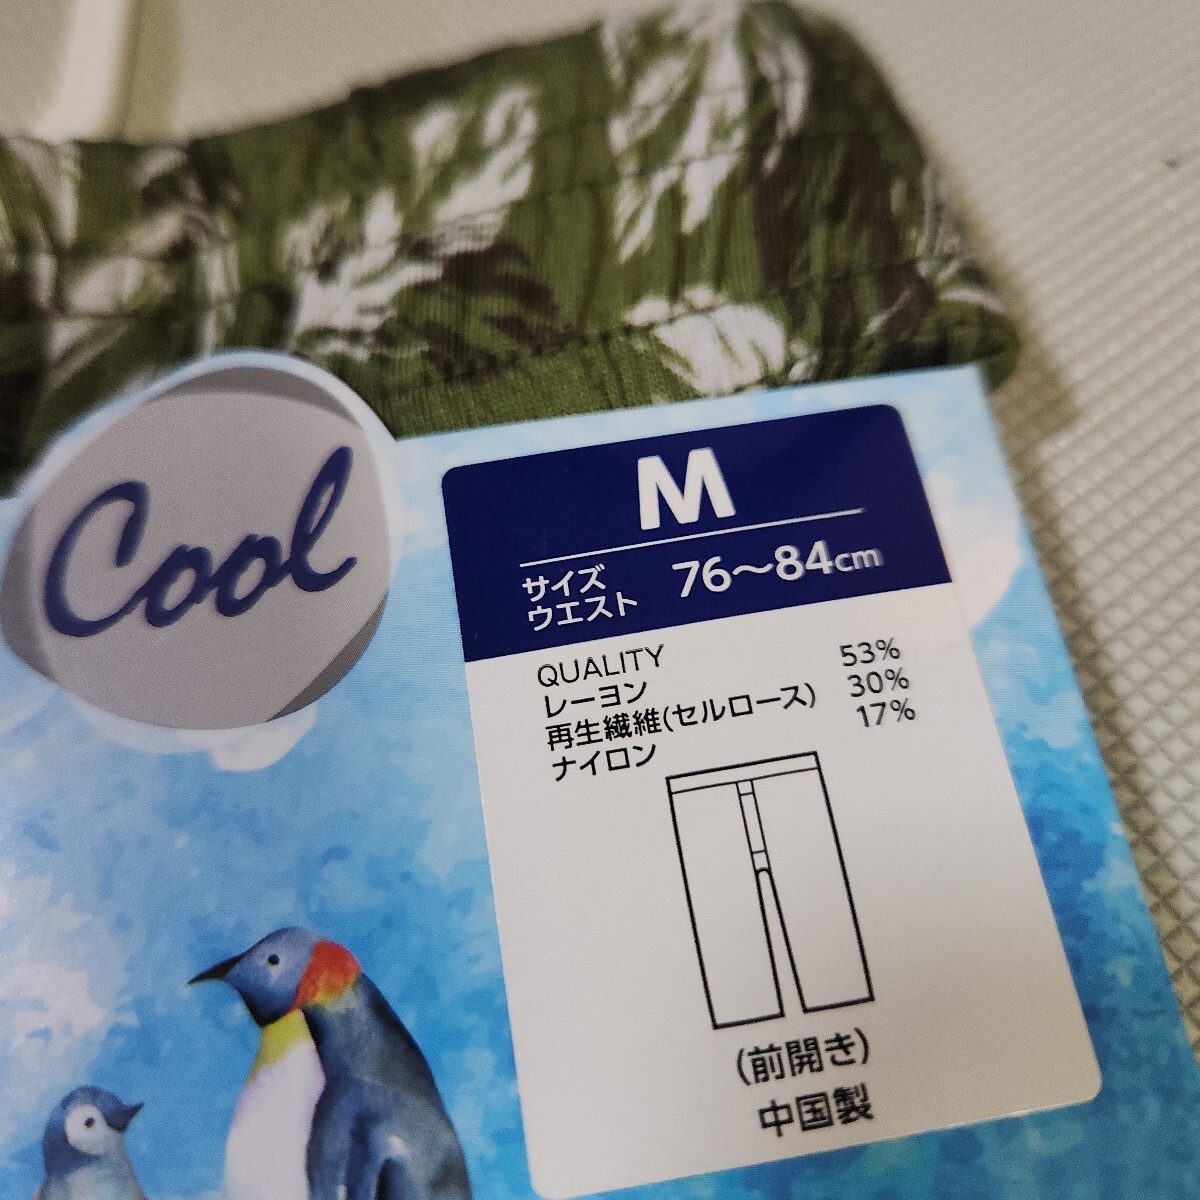 Cool
M
サイズ
ウエスト 76～84cm
QUALITY
レーヨン 53%
再生繊維(セルロース) 30%
ナイロン 17%
(前開き)
中国製